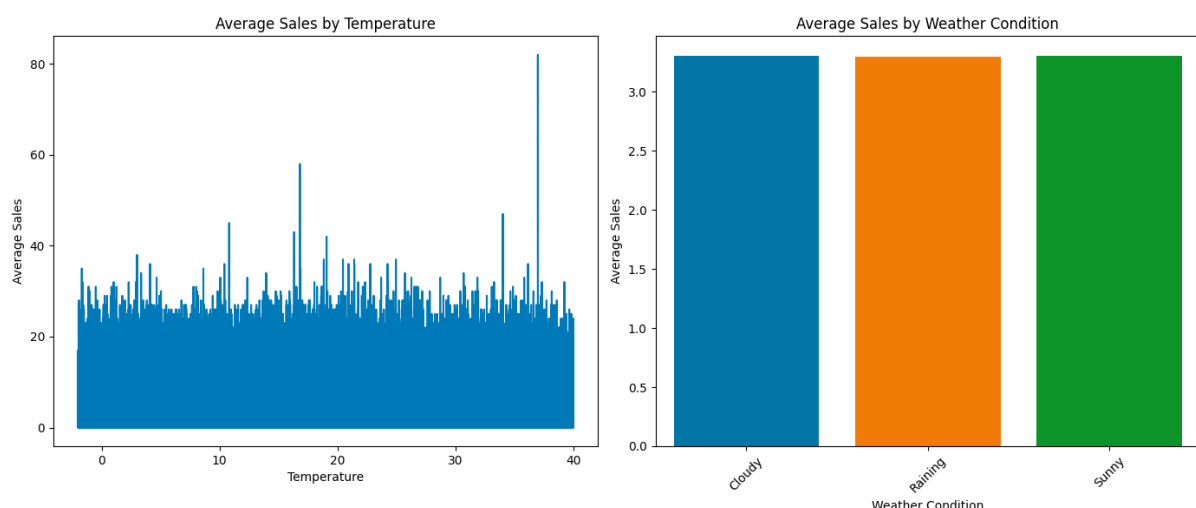 Average Sales by Temperature
Average Sales
80
60
40
20
0
0 10 20 30 40
Temperature
Average Sales by Weather Condition
Average Sales
3.0
2.5
2.0
1.5
1.0
0.5
0.0
Cloudy Raining Sunny
Weather Condition